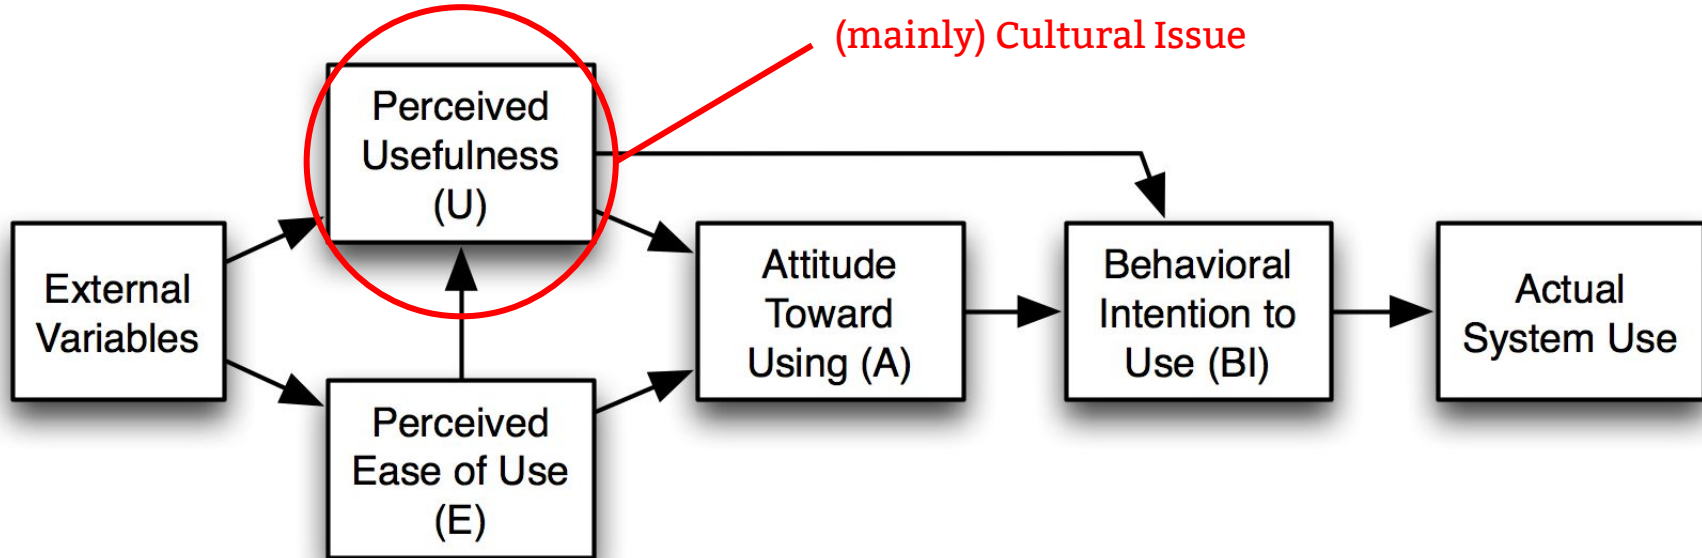 (mainly) Cultural Issue
Perceived
Usefulness
(U)
External
Variables
Perceived
Ease of Use
(E)
Attitude
Toward
Using (A)
Behavioral
Intention to
Use (BI)
Actual
System Use